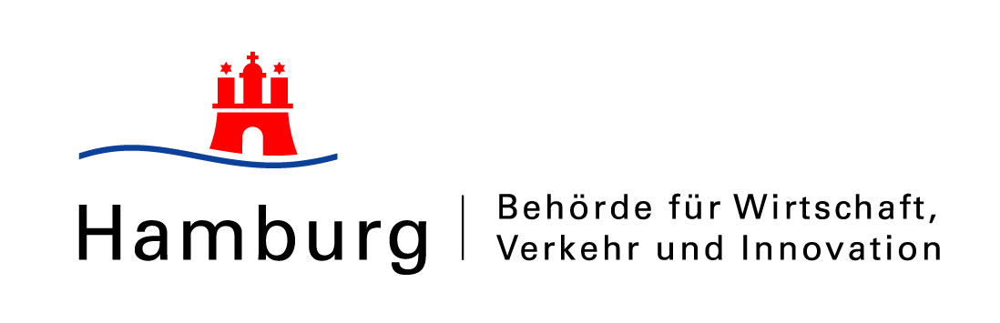 Hamburg
Behörde für Wirtschaft,
Verkehr und Innovation